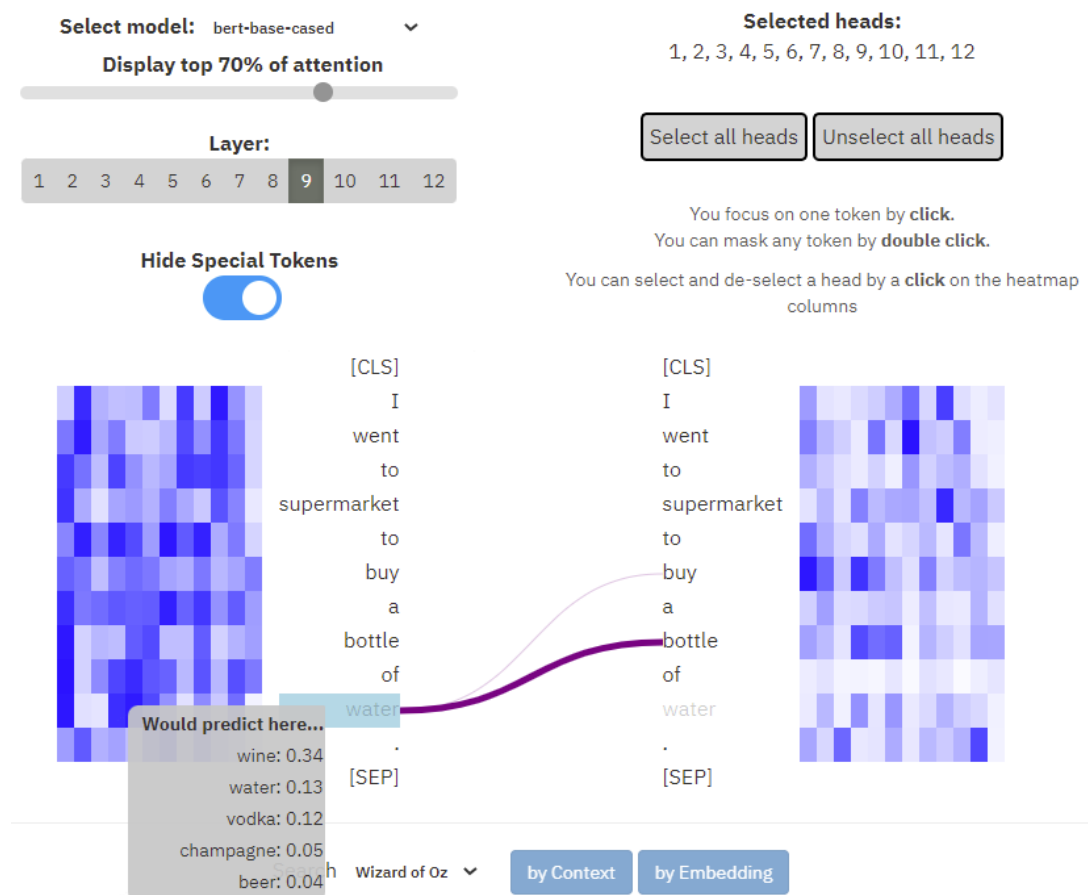 Select model: bert-base-cased
Display top 70% of attention
Layer:
1 2 3 4 5 6 7 8 9 10 11 12
Hide Special Tokens
Selected heads:
1, 2, 3, 4, 5, 6, 7, 8, 9, 10, 11, 12
Select all heads Unselect all heads
You focus on one token by click.
You can mask any token by double click.
You can select and de-select a head by a click on the heatmap
columns
[CLS] [CLS]
I I
went went
to to
supermarket supermarket
to to
buy buy
a a
bottle bottle
of of
water water
. .
[SEP] [SEP]
Would predict here...
wine: 0.34
water: 0.13
vodka: 0.12
champagne: 0.05
beer: 0.04
Search Wizard of Oz by Context by Embedding